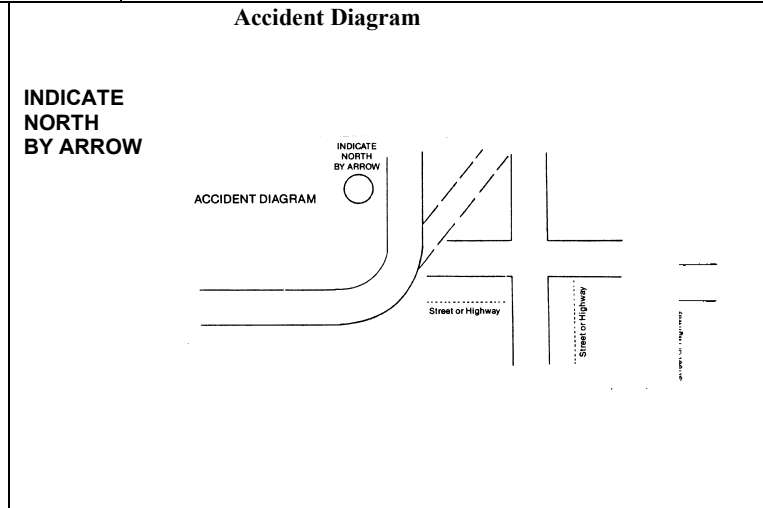 Accident Diagram
INDICATE
NORTH
BY ARROW
INDICATE
NORTH
BY ARROW
ACCIDENT DIAGRAM
Street or Highway
Street or Highway